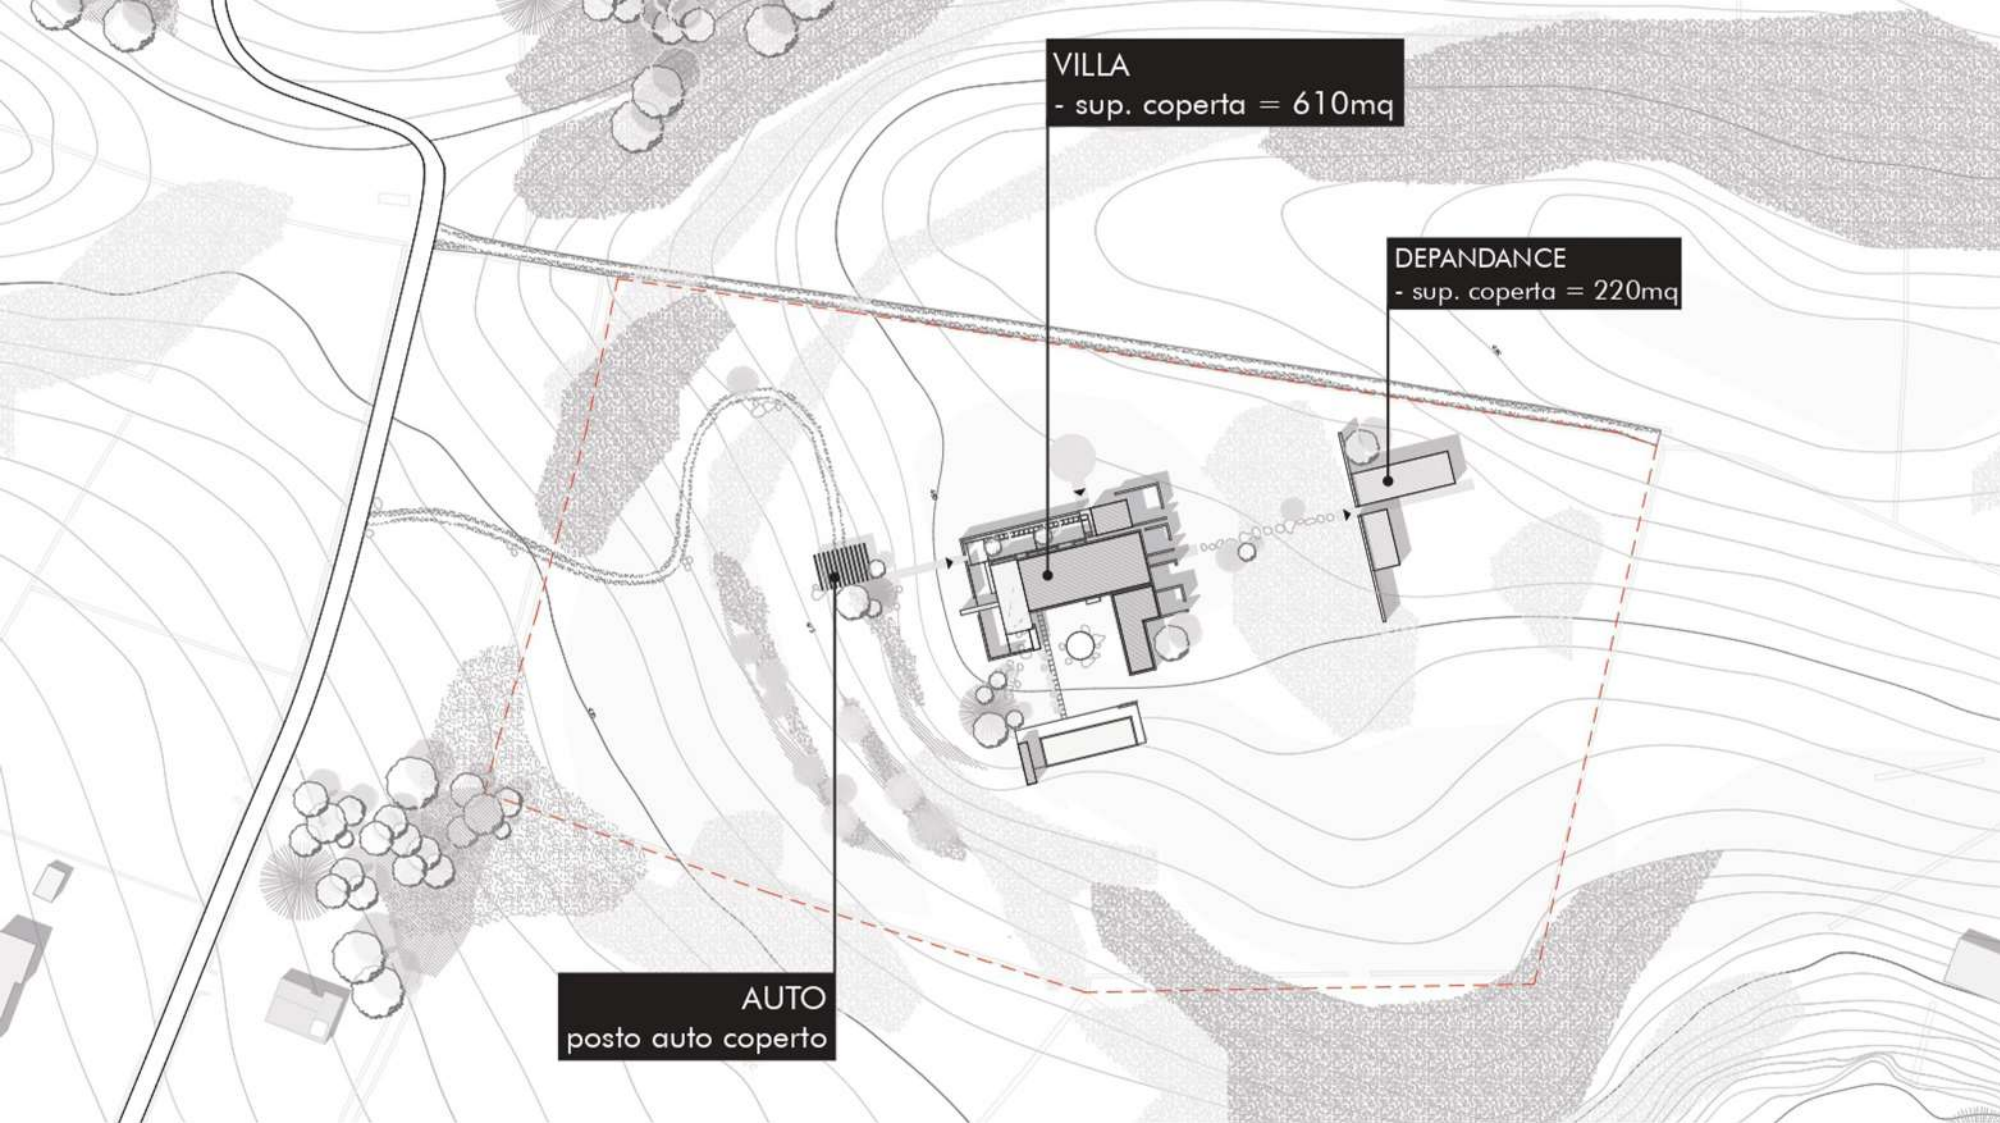 VILLA
- sup. coperta = 610mq
DEPANDANCE
- sup. coperta = 220mq
AUTO
posto auto coperto